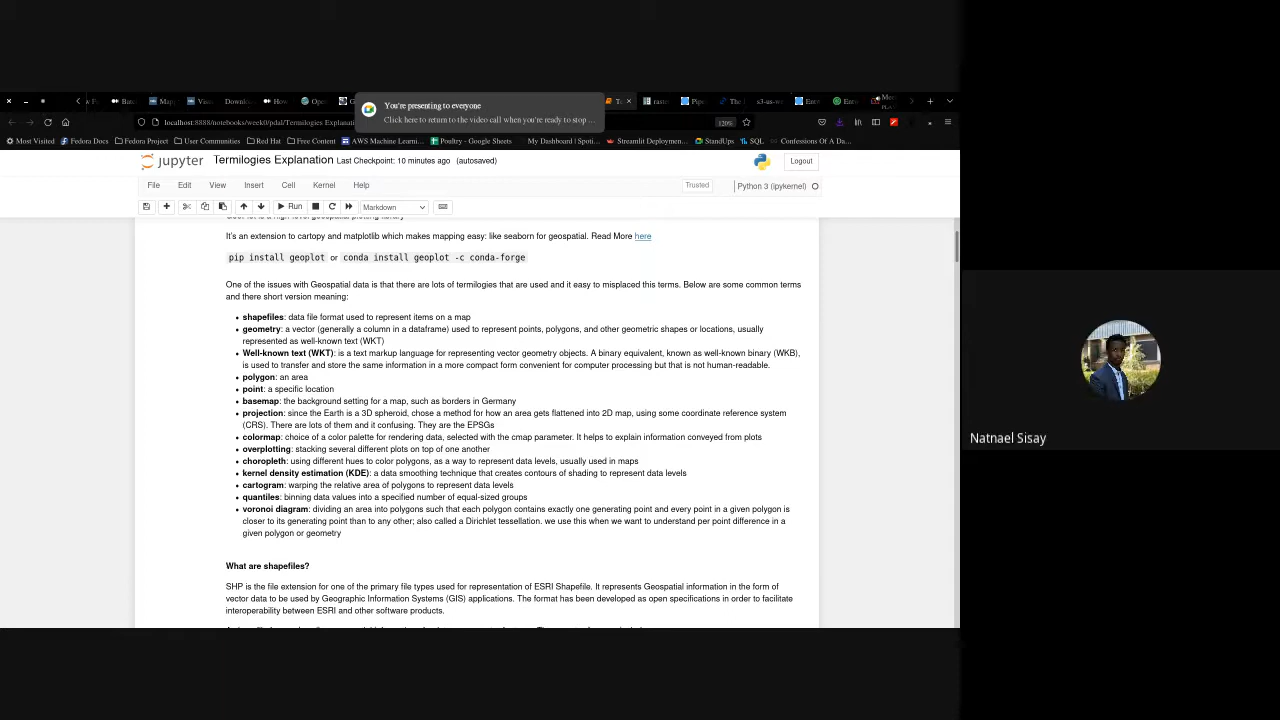 You're presenting to everyone
Click here to return to the video call when you're ready to stop ...
localhost:8888/notebooks/week0/pdal/Termilogies Explanatio
120%
Most Visited Fedora Docs Fedora Project User Communities Red Hat Free Content AWS Machine Learni... Poultry - Google Sheets My Dashboard | Spoti... Streamlit Deploymen... StandUps SQL Confessions Of A Da...
jupyter Termilogies Explanation Last Checkpoint: 10 minutes ago (autosaved)
Logout
File Edit View Insert Cell Kernel Help
Trusted Python 3 (ipykernel)
Run Markdown
It's an extension to cartopy and matplotlib which makes mapping easy: like seaborn for geospatial. Read More here
pip install geoplot or conda install geoplot -c conda-forge
One of the issues with Geospatial data is that there are lots of termilogies that are used and it easy to misplaced this terms. Below are some common terms
and there short version meaning:
• shapefiles: data file format used to represent items on a map
• geometry: a vector (generally a column in a dataframe) used to represent points, polygons, and other geometric shapes or locations, usually
represented as well-known text (WKT)
• Well-known text (WKT): is a text markup language for representing vector geometry objects. A binary equivalent, known as well-known binary (WKB),
is used to transfer and store the same information in a more compact form convenient for computer processing but that is not human-readable.
• polygon: an area
• point: a specific location
• basemap: the background setting for a map, such as borders in Germany
• projection: since the Earth is a 3D spheroid, chose a method for how an area gets flattened into 2D map, using some coordinate reference system
(CRS). There are lots of them and it confusing. They are the EPSGs
• colormap: choice of a color palette for rendering data, selected with the cmap parameter. It helps to explain information conveyed from plots
• overplotting: stacking several different plots on top of one another
• choropleth: using different hues to color polygons, as a way to represent data levels, usually used in maps
• kernel density estimation (KDE): a data smoothing technique that creates contours of shading to represent data levels
• cartogram: warping the relative area of polygons to represent data levels
• quantiles: binning data values into a specified number of equal-sized groups
• voronoi diagram: dividing an area into polygons such that each polygon contains exactly one generating point and every point in a given polygon is
closer to its generating point than to any other; also called a Dirichlet tessellation. we use this when we want to understand per point difference in a
given polygon or geometry
What are shapefiles?
SHP is the file extension for one of the primary file types used for representation of ESRI Shapefile. It represents Geospatial information in the form of
vector data to be used by Geographic Information Systems (GIS) applications. The format has been developed as open specifications in order to facilitate
interoperability between ESRI and other software products.
Natnael Sisay